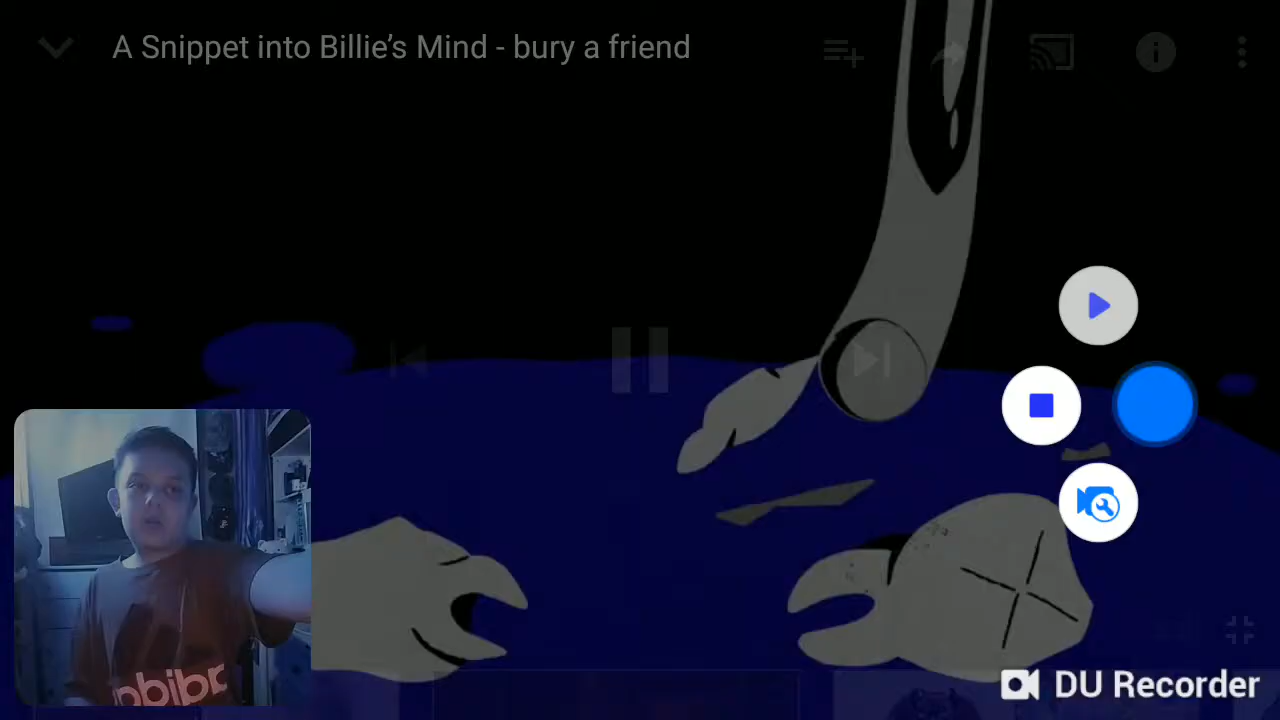 A Snippet into Billie’s Mind - bury a friend
DU Recorder